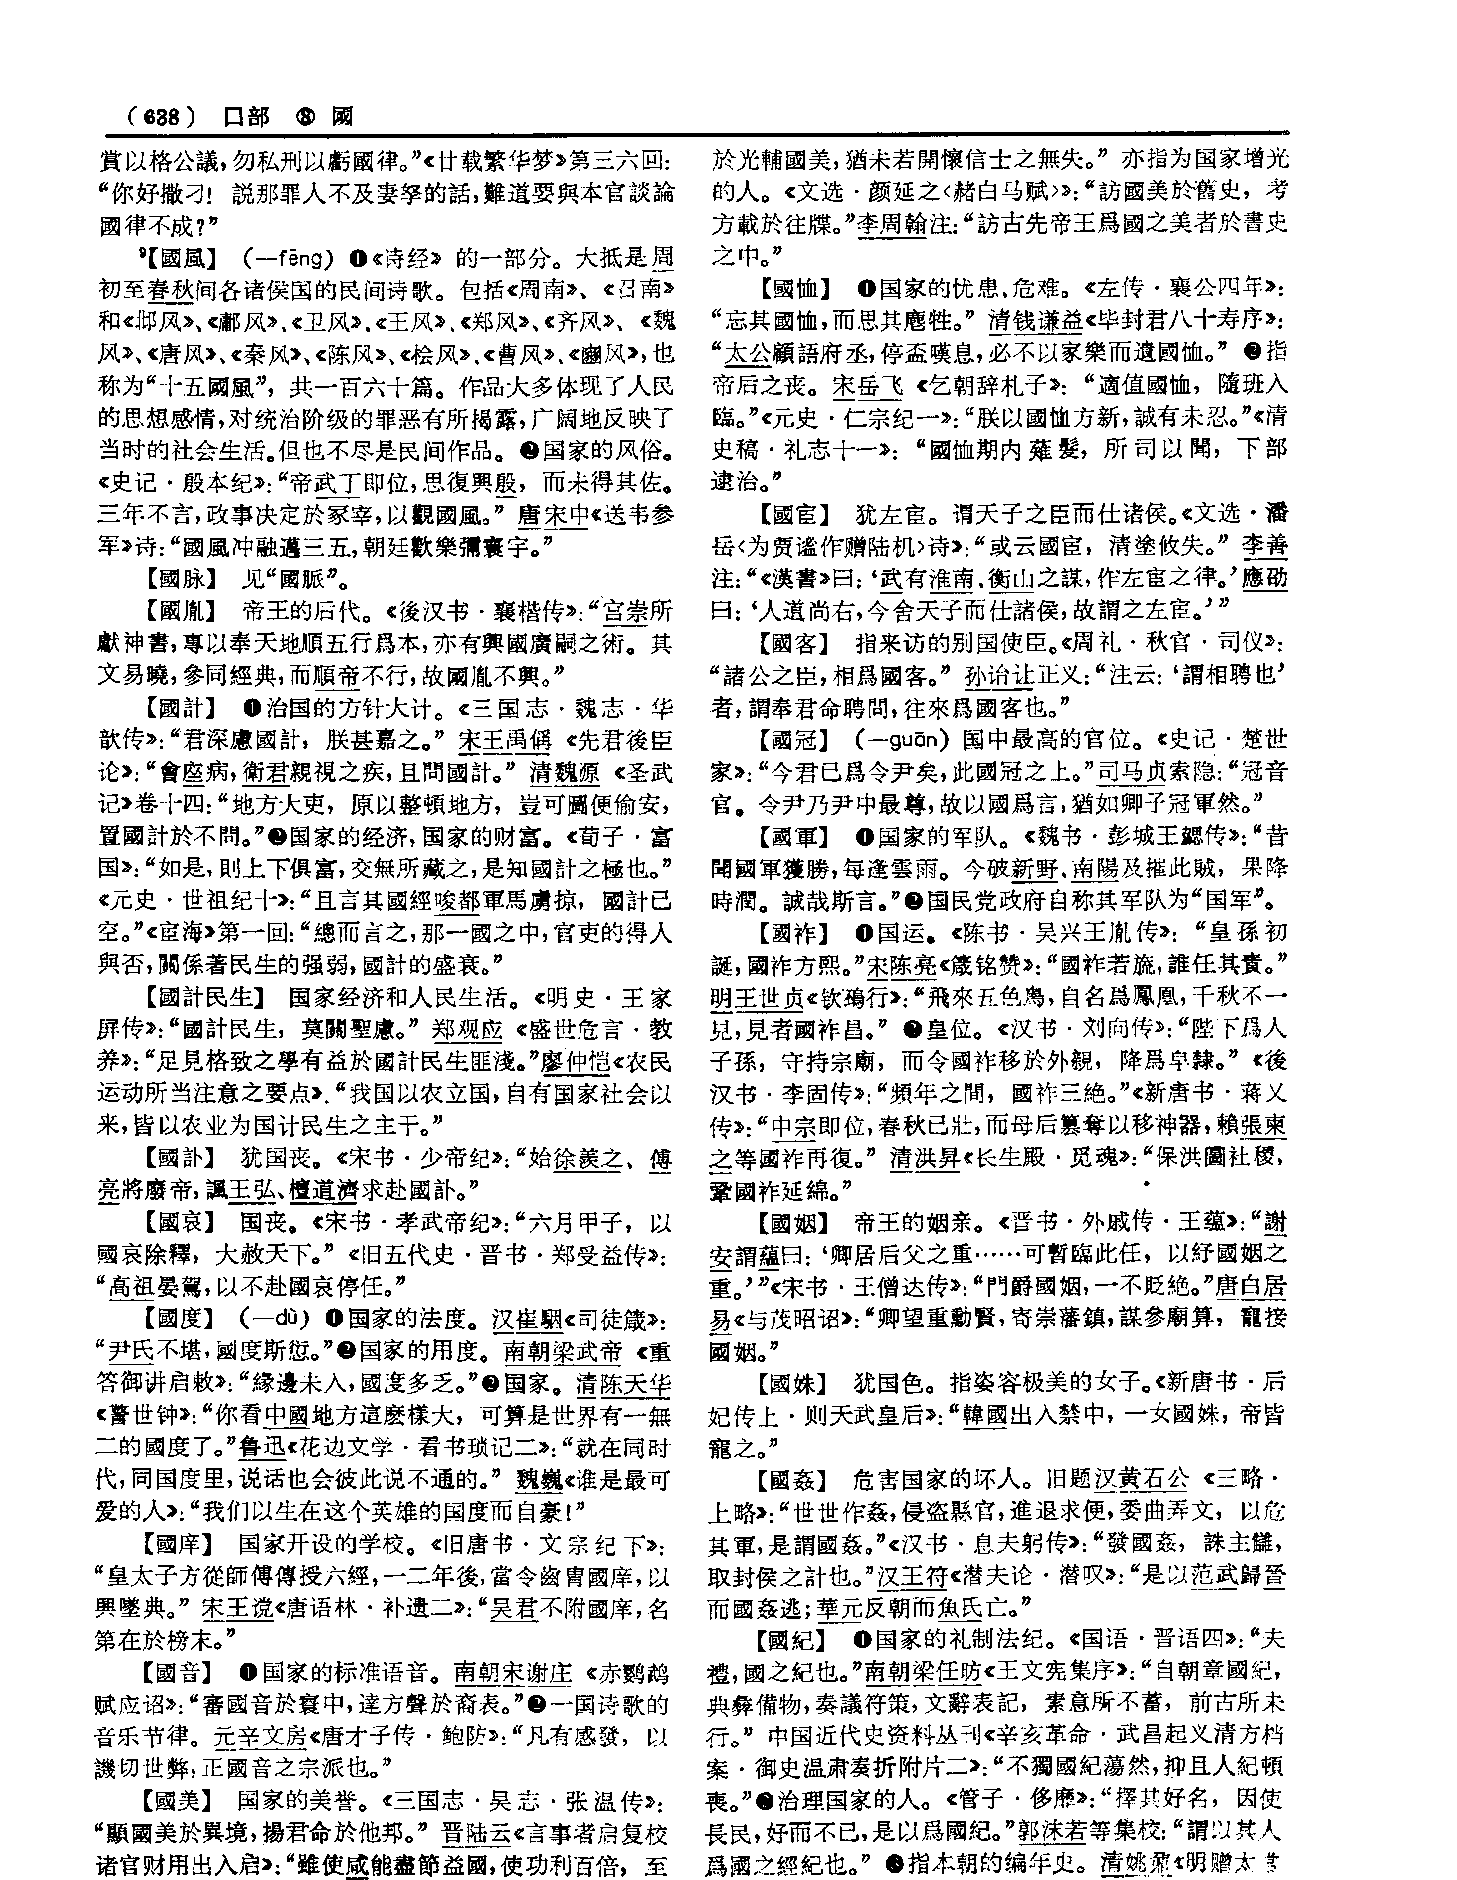 （638） 口部 ⑧ 國
賞以格公議，勿私刑以虧國律。”《廿载繁华梦》第三六回：
“你好撒刁！説那罪人不及妻孥的話，難道要與本官談論
國律不成？”
⁹【國風】 （—fēng）❶《诗经》的一部分。大抵是周
初至春秋间各诸侯国的民间诗歌。包括《周南》、《召南》
和《邶风》、《鄘风》、《卫风》、《王风》、《郑风》、《齐风》、《魏
风》、《唐风》、《秦风》、《陈风》、《桧风》、《曹风》、《豳风》，也
称为“十五國風”，共一百六十篇。作品大多体现了人民
的思想感情，对统治阶级的罪恶有所揭露，广阔地反映了
当时的社会生活。但也不尽是民间作品。❷国家的风俗。
《史记·殷本纪》：“帝武丁即位，思復興殷，而未得其佐。
三年不言，政事决定於冢宰，以觀國風。”唐宋中《送韦参
军》诗：“國風冲融邁三五，朝廷歡樂彌寰宇。”
【國脉】 见“國脈”。
【國胤】 帝王的后代。《後汉书·襄楷传》：“宫崇所
獻神書，專以奉天地順五行爲本，亦有興國廣嗣之術。其
文易曉，參同經典，而順帝不行，故國胤不興。”
【國計】 ❶治国的方针大计。《三国志·魏志·华
歆传》：“君深慮國計，朕甚嘉之。”宋王禹偁《先君後臣
论》：“會痤病，衛君親視之疾，且問國計。”清魏源《圣武
记》卷十四：“地方大吏，原以整頓地方，豈可圖便偷安，
置國計於不問。”❷国家的经济，国家的财富。《荀子·富
国》：“如是，則上下俱富，交無所藏之，是知國計之極也。”
《元史·世祖纪十》：“且言其國經唆都軍馬虜掠，國計已
空。”《宦海》第一回：“總而言之，那一國之中，官吏的得人
與否，關係著民生的强弱，國計的盛衰。”
【國計民生】 国家经济和人民生活。《明史·王家
屏传》：“國計民生，莫關聖慮。”郑观应《盛世危言·教
养》：“足見格致之學有益於國計民生匪淺。”廖仲恺《农民
运动所当注意之要点》：“我国以农立国，自有国家社会以
来，皆以农业为国计民生之主干。”
【國訃】 犹国丧。《宋书·少帝纪》：“始徐羨之、傅
亮將廢帝，諷王弘、檀道濟求赴國訃。”
【國哀】 国丧。《宋书·孝武帝纪》：“六月甲子，以
國哀除釋，大赦天下。”《旧五代史·晋书·郑受益传》：
“高祖晏駕，以不赴國哀停任。”
【國度】 （—dù）❶国家的法度。汉崔駰《司徒箴》：
“尹氏不堪，國度斯愆。”❷国家的用度。南朝梁武帝《重
答御讲启敕》：“緣邊未入，國度多乏。”❸国家。清陈天华
《警世钟》：“你看中國地方這麽樣大，可算是世界有一無
二的國度了。”鲁迅《花边文学·看书琐记二》：“就在同时
代，同国度里，说话也会彼此说不通的。”魏巍《谁是最可
爱的人》：“我们以生在这个英雄的国度而自豪！”
【國庠】 国家开设的学校。《旧唐书·文宗纪下》：
“皇太子方從師傅傳授六經，一二年後，當令齒胄國庠，以
興墜典。”宋王谠《唐语林·补遗二》：“吴君不附國庠，名
第在於榜末。”
【國音】 ❶国家的标准语音。南朝宋谢庄《赤鹦鹉
赋应诏》：“審國音於寰中，達方聲於裔表。”❷一国诗歌的
音乐节律。元辛文房《唐才子传·鲍防》：“凡有感發，以
譏切世弊，正國音之宗派也。”
【國美】 国家的美誉。《三国志·吴志·张温传》：
“顯國美於異境，揚君命於他邦。”晋陆云《言事者启复校
诸官财用出入启》：“雖使咸能盡節益國，使功利百倍，至
於光輔國美，猶未若開懷信士之無失。”亦指为国家增光
的人。《文选·颜延之〈赭白马赋〉》：“訪國美於舊史，考
方載於往牒。”李周翰注：“訪古先帝王爲國之美者於書史
之中。”
【國恤】 ❶国家的忧患、危难。《左传·襄公四年》：
“忘其國恤，而思其麀牡。”清钱谦益《毕封君八十寿序》：
“太公顧語府丞，停盃嘆息，必不以家樂而遺國恤。”❷指
帝后之丧。宋岳飞《乞朝辞札子》：“適值國恤，隨班入
臨。”《元史·仁宗纪一》：“朕以國恤方新，誠有未忍。”《清
史稿·礼志十一》：“國恤期内薙髮，所司以聞，下部
逮治。”
【國宦】 犹左宦。谓天子之臣而仕诸侯。《文选·潘
岳〈为贾谧作赠陆机〉诗》：“或云國宦，清塗攸失。”李善
注：“《漢書》曰：‘武有淮南、衡山之謀，作左宦之律。’應劭
曰：‘人道尚右，今舍天子而仕諸侯，故謂之左宦。’”
【國客】 指来访的别国使臣。《周礼·秋官·司仪》：
“諸公之臣，相爲國客。”孙诒让正义：“注云：‘謂相聘也’
者，謂奉君命聘問，往來爲國客也。”
【國冠】 （—guān）国中最高的官位。《史记·楚世
家》：“今君已爲令尹矣，此國冠之上。”司马贞索隐：“冠音
官。令尹乃尹中最尊，故以國爲言，猶如卿子冠軍然。”
【國軍】 ❶国家的军队。《魏书·彭城王勰传》：“昔
聞國軍獲勝，每逢雲雨。今破新野、南陽及摧此賊，果降
時潤。誠哉斯言。”❷国民党政府自称其军队为“国军”。
【國祚】 ❶国运。《陈书·吴兴王胤传》：“皇孫初
誕，國祚方熙。”宋陈亮《箴铭赞》：“國祚若旒，誰任其責。”
明王世贞《钦䲹行》：“飛來五色鳥，自名爲鳳凰，千秋不一
見，見者國祚昌。”❷皇位。《汉书·刘向传》：“陛下爲人
子孫，守持宗廟，而令國祚移於外親，降爲皁隸。”《後
汉书·李固传》：“頻年之間，國祚三絶。”《新唐书·蒋乂
传》：“中宗即位，春秋已壯，而母后篡奪以移神器，賴張柬
之等國祚再復。”清洪昇《长生殿·觅魂》：“保洪圖社稷，
鞏國祚延綿。”
【國姻】 帝王的姻亲。《晋书·外戚传·王蕴》：“謝
安謂蘊曰：‘卿居后父之重……可暫臨此任，以紓國姻之
重。’”《宋书·王僧达传》：“門爵國姻，一不貶絶。”唐白居
易《与茂昭诏》：“卿望重勳賢，寄崇藩鎮，謀參廟算，寵接
國姻。”
【國姝】 犹国色。指姿容极美的女子。《新唐书·后
妃传上·则天武皇后》：“韓國出入禁中，一女國姝，帝皆
寵之。”
【國姦】 危害国家的坏人。旧题汉黄石公《三略·
上略》：“世世作姦，侵盗縣官，進退求便，委曲弄文，以危
其軍，是謂國姦。”《汉书·息夫躬传》：“發國姦，誅主讎，
取封侯之計也。”汉王符《潜夫论·潜叹》：“是以范武歸晉
而國姦逃；華元反朝而魚氏亡。”
【國紀】 ❶国家的礼制法纪。《国语·晋语四》：“夫
禮，國之紀也。”南朝梁任昉《王文宪集序》：“自朝章國紀，
典彝備物，奏議符策，文辭表記，素意所不蓄，前古所未
行。”中国近代史资料丛刊《辛亥革命·武昌起义清方档
案·御史温肃奏折附片二》：“不獨國紀蕩然，抑且人紀頓
喪。”❷治理国家的人。《管子·侈靡》：“擇其好名，因使
長民，好而不已，是以爲國紀。”郭沫若等集校：“謂以其人
爲國之經紀也。”❸指本朝的编年史。清姚鼐《明赠太常